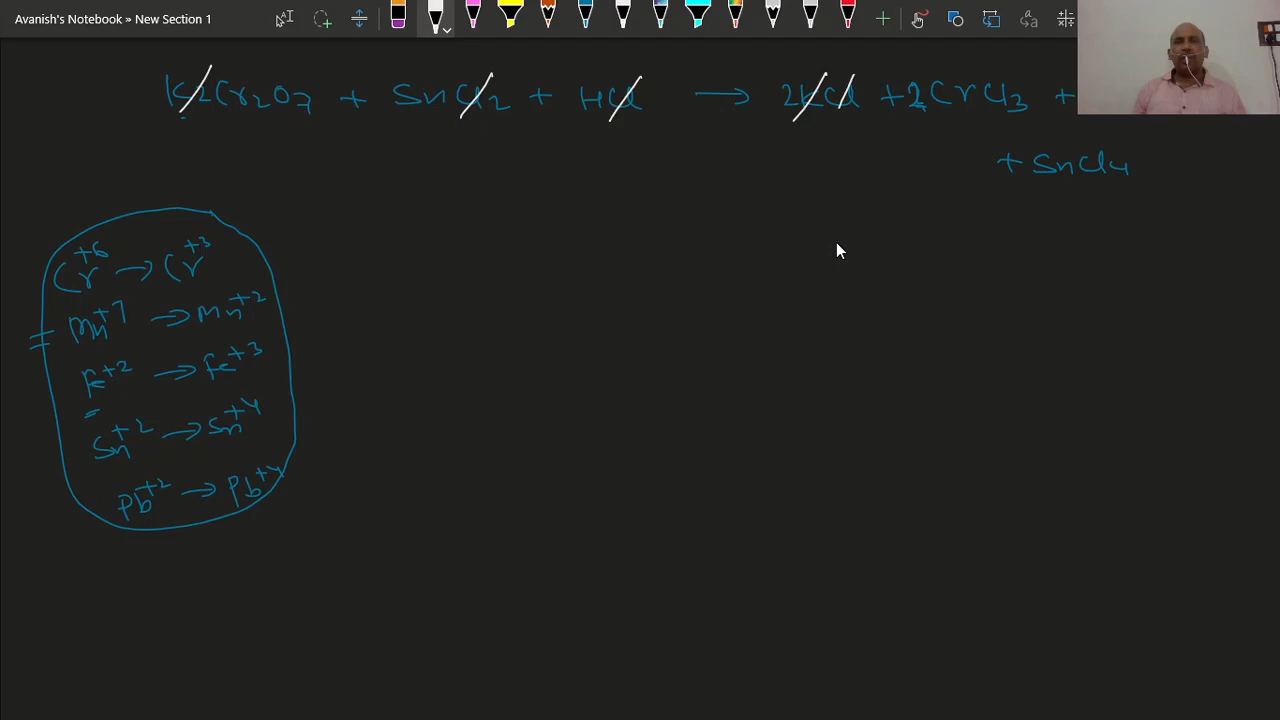 Avanish's Notebook » New Section 1
K2Cr2O7 + SnCl2 + HCl → 2KCl + 2CrCl3 +
+ SnCl4
Cr+6 → Cr+3
Mn+7 → Mn+2
Fe+2 → Fe+3
Sn+2 → Sn+4
Pb+2 → Pb+4